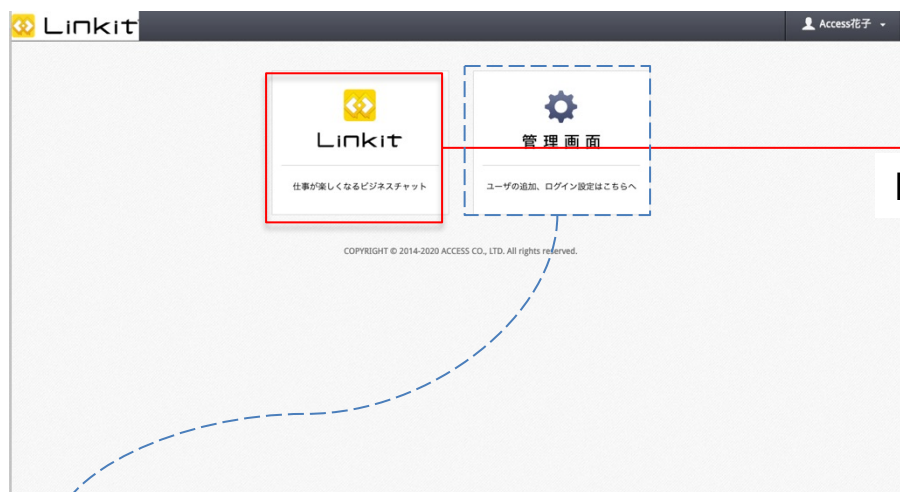 Linkit
Access花子
Linkit
仕事が楽しくなるビジネスチャット
管理画面
ユーザの追加、ログイン設定はこちらへ
COPYRIGHT © 2014-2020 ACCESS CO., LTD. All rights reserved.